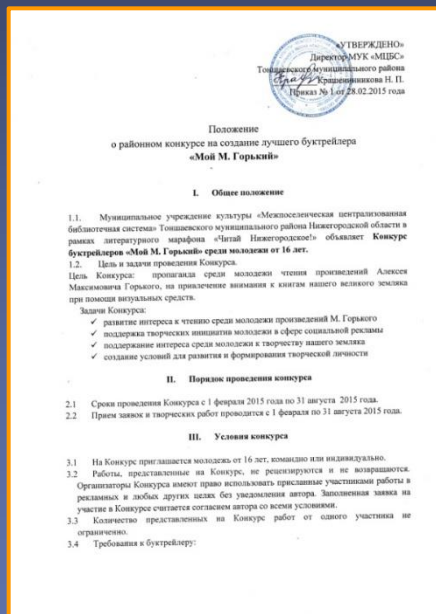 «УТВЕРЖДЕНО»
Директор МУК «МЦБС»
Тоншаевского муниципального района
Крашенинникова Н. П.
Приказ № 1 от 28.02.2015 года
Положение
о районном конкурсе на создание лучшего буктрейлера
«Мой М. Горький»
I. Общее положение
1.1. Муниципальное учреждение культуры «Межпоселенческая централизованная
библиотечная система» Тоншаевского муниципального района Нижегородской области в
рамках литературного марафона «Читай Нижегородское!» объявляет Конкурс
буктрейлеров «Мой М. Горький» среди молодежи от 16 лет.
1.2. Цель и задачи проведения Конкурса.
Цель Конкурса: пропаганда среди молодежи чтения произведений Алексея
Максимовича Горького, на привлечение внимания к книгам нашего великого земляка
при помощи визуальных средств.
Задачи Конкурса:
✓ развитие интереса к чтению среди молодежи произведений М. Горького
✓ поддержка творческих инициатив молодежи в сфере социальной рекламы
✓ поддержание интереса среди молодежи к творчеству нашего земляка
✓ создание условий для развития и формирования творческой личности
II. Порядок проведения конкурса
2.1 Сроки проведения Конкурса с 1 февраля 2015 года по 31 августа 2015 года.
2.2 Прием заявок и творческих работ проводится с 1 февраля по 31 августа 2015 года.
III. Условия конкурса
3.1 На Конкурс приглашается молодежь от 16 лет, командно или индивидуально.
3.2 Работы, представленные на Конкурс, не рецензируются и не возвращаются.
Организаторы Конкурса имеют право использовать присланные участниками работы в
рекламных и любых других целях без уведомления автора. Заполненная заявка на
участие в Конкурсе считается согласием автора со всеми условиями.
3.3 Количество представленных на Конкурс работ от одного участника не
ограничено.
3.4 Требования к буктрейлеру: